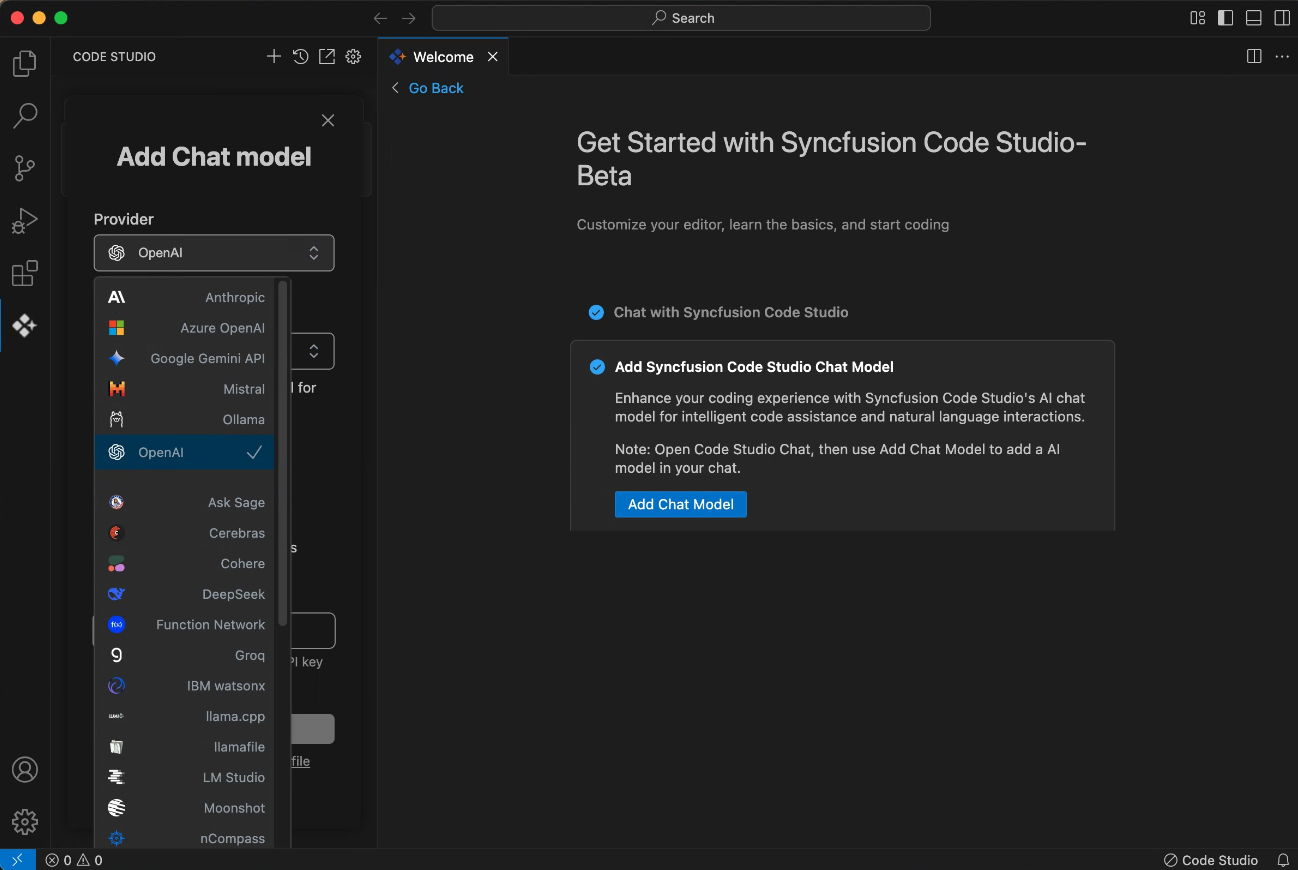 Search
CODE STUDIO
Welcome
Go Back
Add Chat model
Provider
OpenAI
Anthropic
Azure OpenAI
Google Gemini API
Mistral
Ollama
OpenAI
Ask Sage
Cerebras
Cohere
DeepSeek
Function Network
Groq
IBM watsonx
llama.cpp
llamafile
LM Studio
Moonshot
nCompass
l for
s
PI key
file
Get Started with Syncfusion Code Studio-
Beta
Customize your editor, learn the basics, and start coding
Chat with Syncfusion Code Studio
Add Syncfusion Code Studio Chat Model
Enhance your coding experience with Syncfusion Code Studio's AI chat
model for intelligent code assistance and natural language interactions.
Note: Open Code Studio Chat, then use Add Chat Model to add a AI
model in your chat.
Add Chat Model
0 0
Code Studio